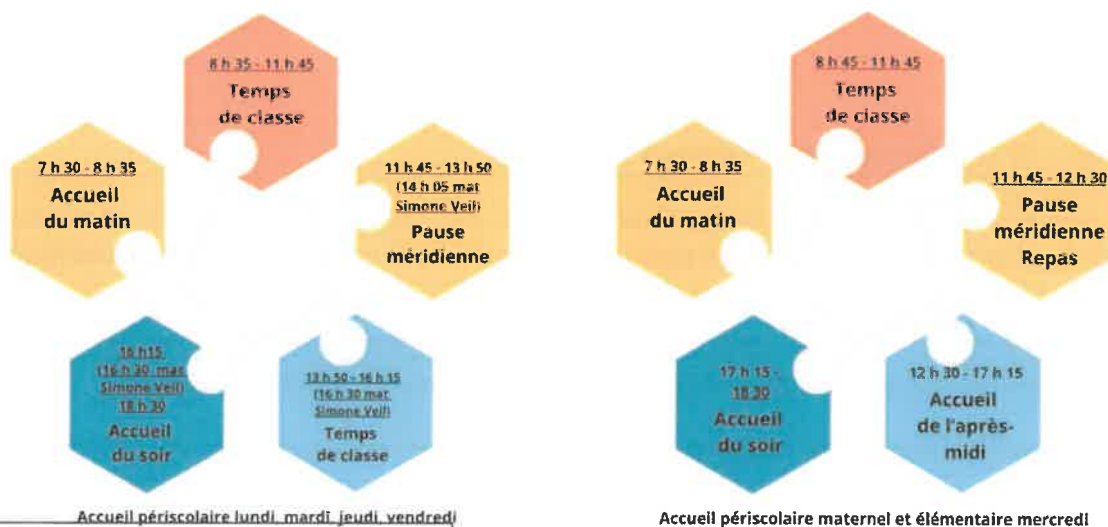 8 h 35 - 11 h 45
Temps
de classe
7 h 30 - 8 h 35
Accueil
du matin
11 h 45 - 13 h 50
(14 h 05 mat
Simone Veil)
Pause
méridienne
16 h15
(16 h 30 mat
Simone Veil)
18 h 30
Accueil
du soir
13 h 50 - 16 h 15
(16 h 30 mat
Simone Veil)
Temps
de classe
Accueil périscolaire lundi, mardi, jeudi, vendredi
8 h 45 - 11 h 45
Temps
de classe
7 h 30 - 8 h 35
Accueil
du matin
11 h 45 - 12 h 30
Pause
méridienne
Repas
17 h 15 -
18 30
Accueil
du soir
12 h 30 - 17 h 15
Accueil
de l'après-
midi
Accueil périscolaire maternel et élémentaire mercredi